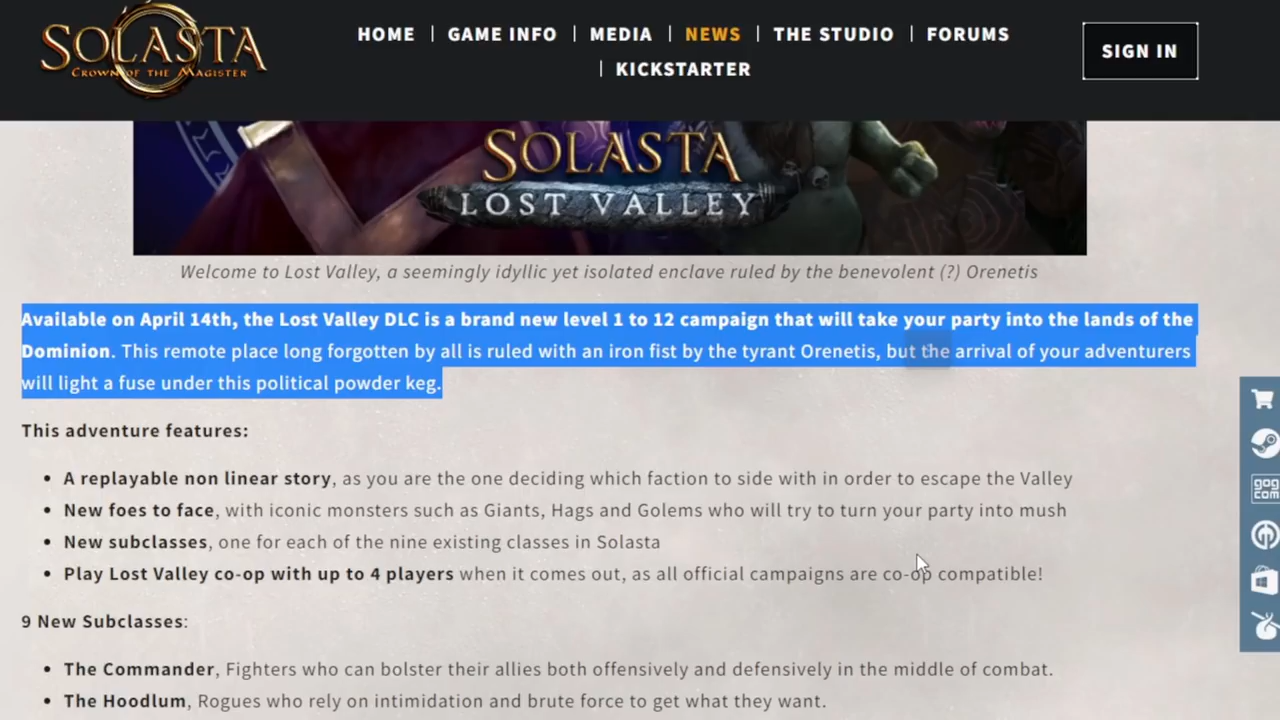 SOLASTA
CROWN OF THE MAGISTER
HOME | GAME INFO | MEDIA | NEWS | THE STUDIO | FORUMS
| KICKSTARTER
SIGN IN
SOLASTA
LOST VALLEY
Welcome to Lost Valley, a seemingly idyllic yet isolated enclave ruled by the benevolent (?) Orenetis
Available on April 14th, the Lost Valley DLC is a brand new level 1 to 12 campaign that will take your party into the lands of the
Dominion. This remote place long forgotten by all is ruled with an iron fist by the tyrant Orenetis, but the arrival of your adventurers
will light a fuse under this political powder keg.
This adventure features:
• A replayable non linear story, as you are the one deciding which faction to side with in order to escape the Valley
• New foes to face, with iconic monsters such as Giants, Hags and Golems who will try to turn your party into mush
• New subclasses, one for each of the nine existing classes in Solasta
• Play Lost Valley co-op with up to 4 players when it comes out, as all official campaigns are co-op compatible!
9 New Subclasses:
• The Commander, Fighters who can bolster their allies both offensively and defensively in the middle of combat.
• The Hoodlum, Rogues who rely on intimidation and brute force to get what they want.
gog
com